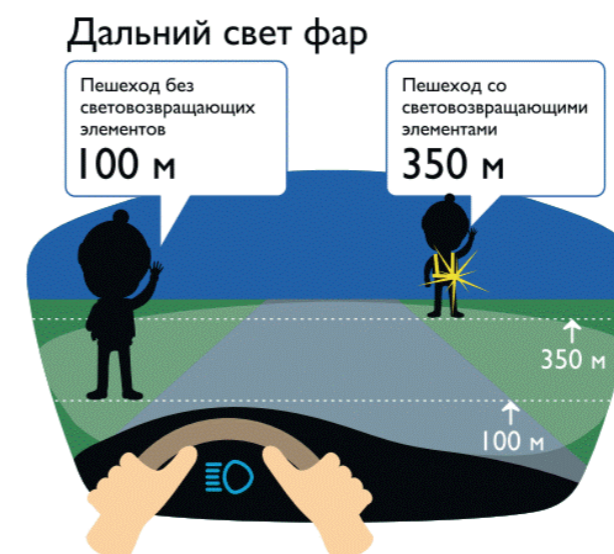 Дальний свет фар
Пешеход без
световозвращающих
элементов
100 м
Пешеход со
световозвращающими
элементами
350 м
350 м
100 м